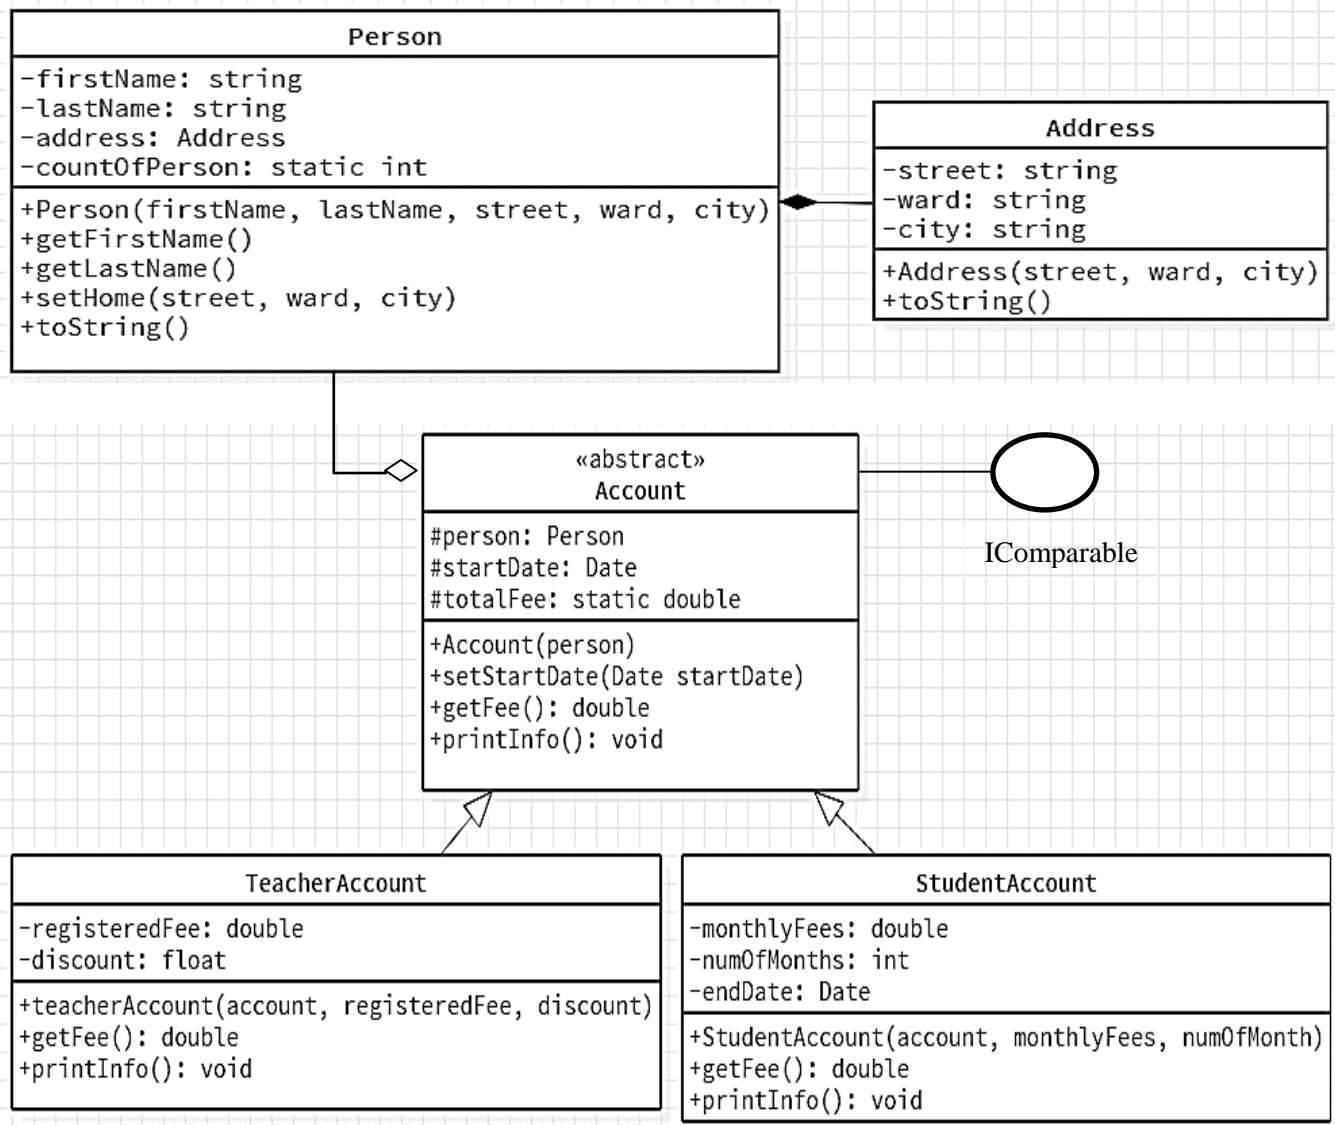 Person
-firstName: string
-lastName: string
-address: Address
-countOfPerson: static int
+Person(firstName, lastName, street, ward, city)
+getFirstName()
+getLastName()
+setHome(street, ward, city)
+toString()
Address
-street: string
-ward: string
-city: string
+Address(street, ward, city)
+toString()
«abstract»
Account
#person: Person
#startDate: Date
#totalFee: static double
+Account(person)
+setStartDate(Date startDate)
+getFee(): double
+printInfo(): void
IComparable
TeacherAccount
-registeredFee: double
-discount: float
+teacherAccount(account, registeredFee, discount)
+getFee(): double
+printInfo(): void
StudentAccount
-monthlyFees: double
-numOfMonths: int
-endDate: Date
+StudentAccount(account, monthlyFees, numOfMonth)
+getFee(): double
+printInfo(): void